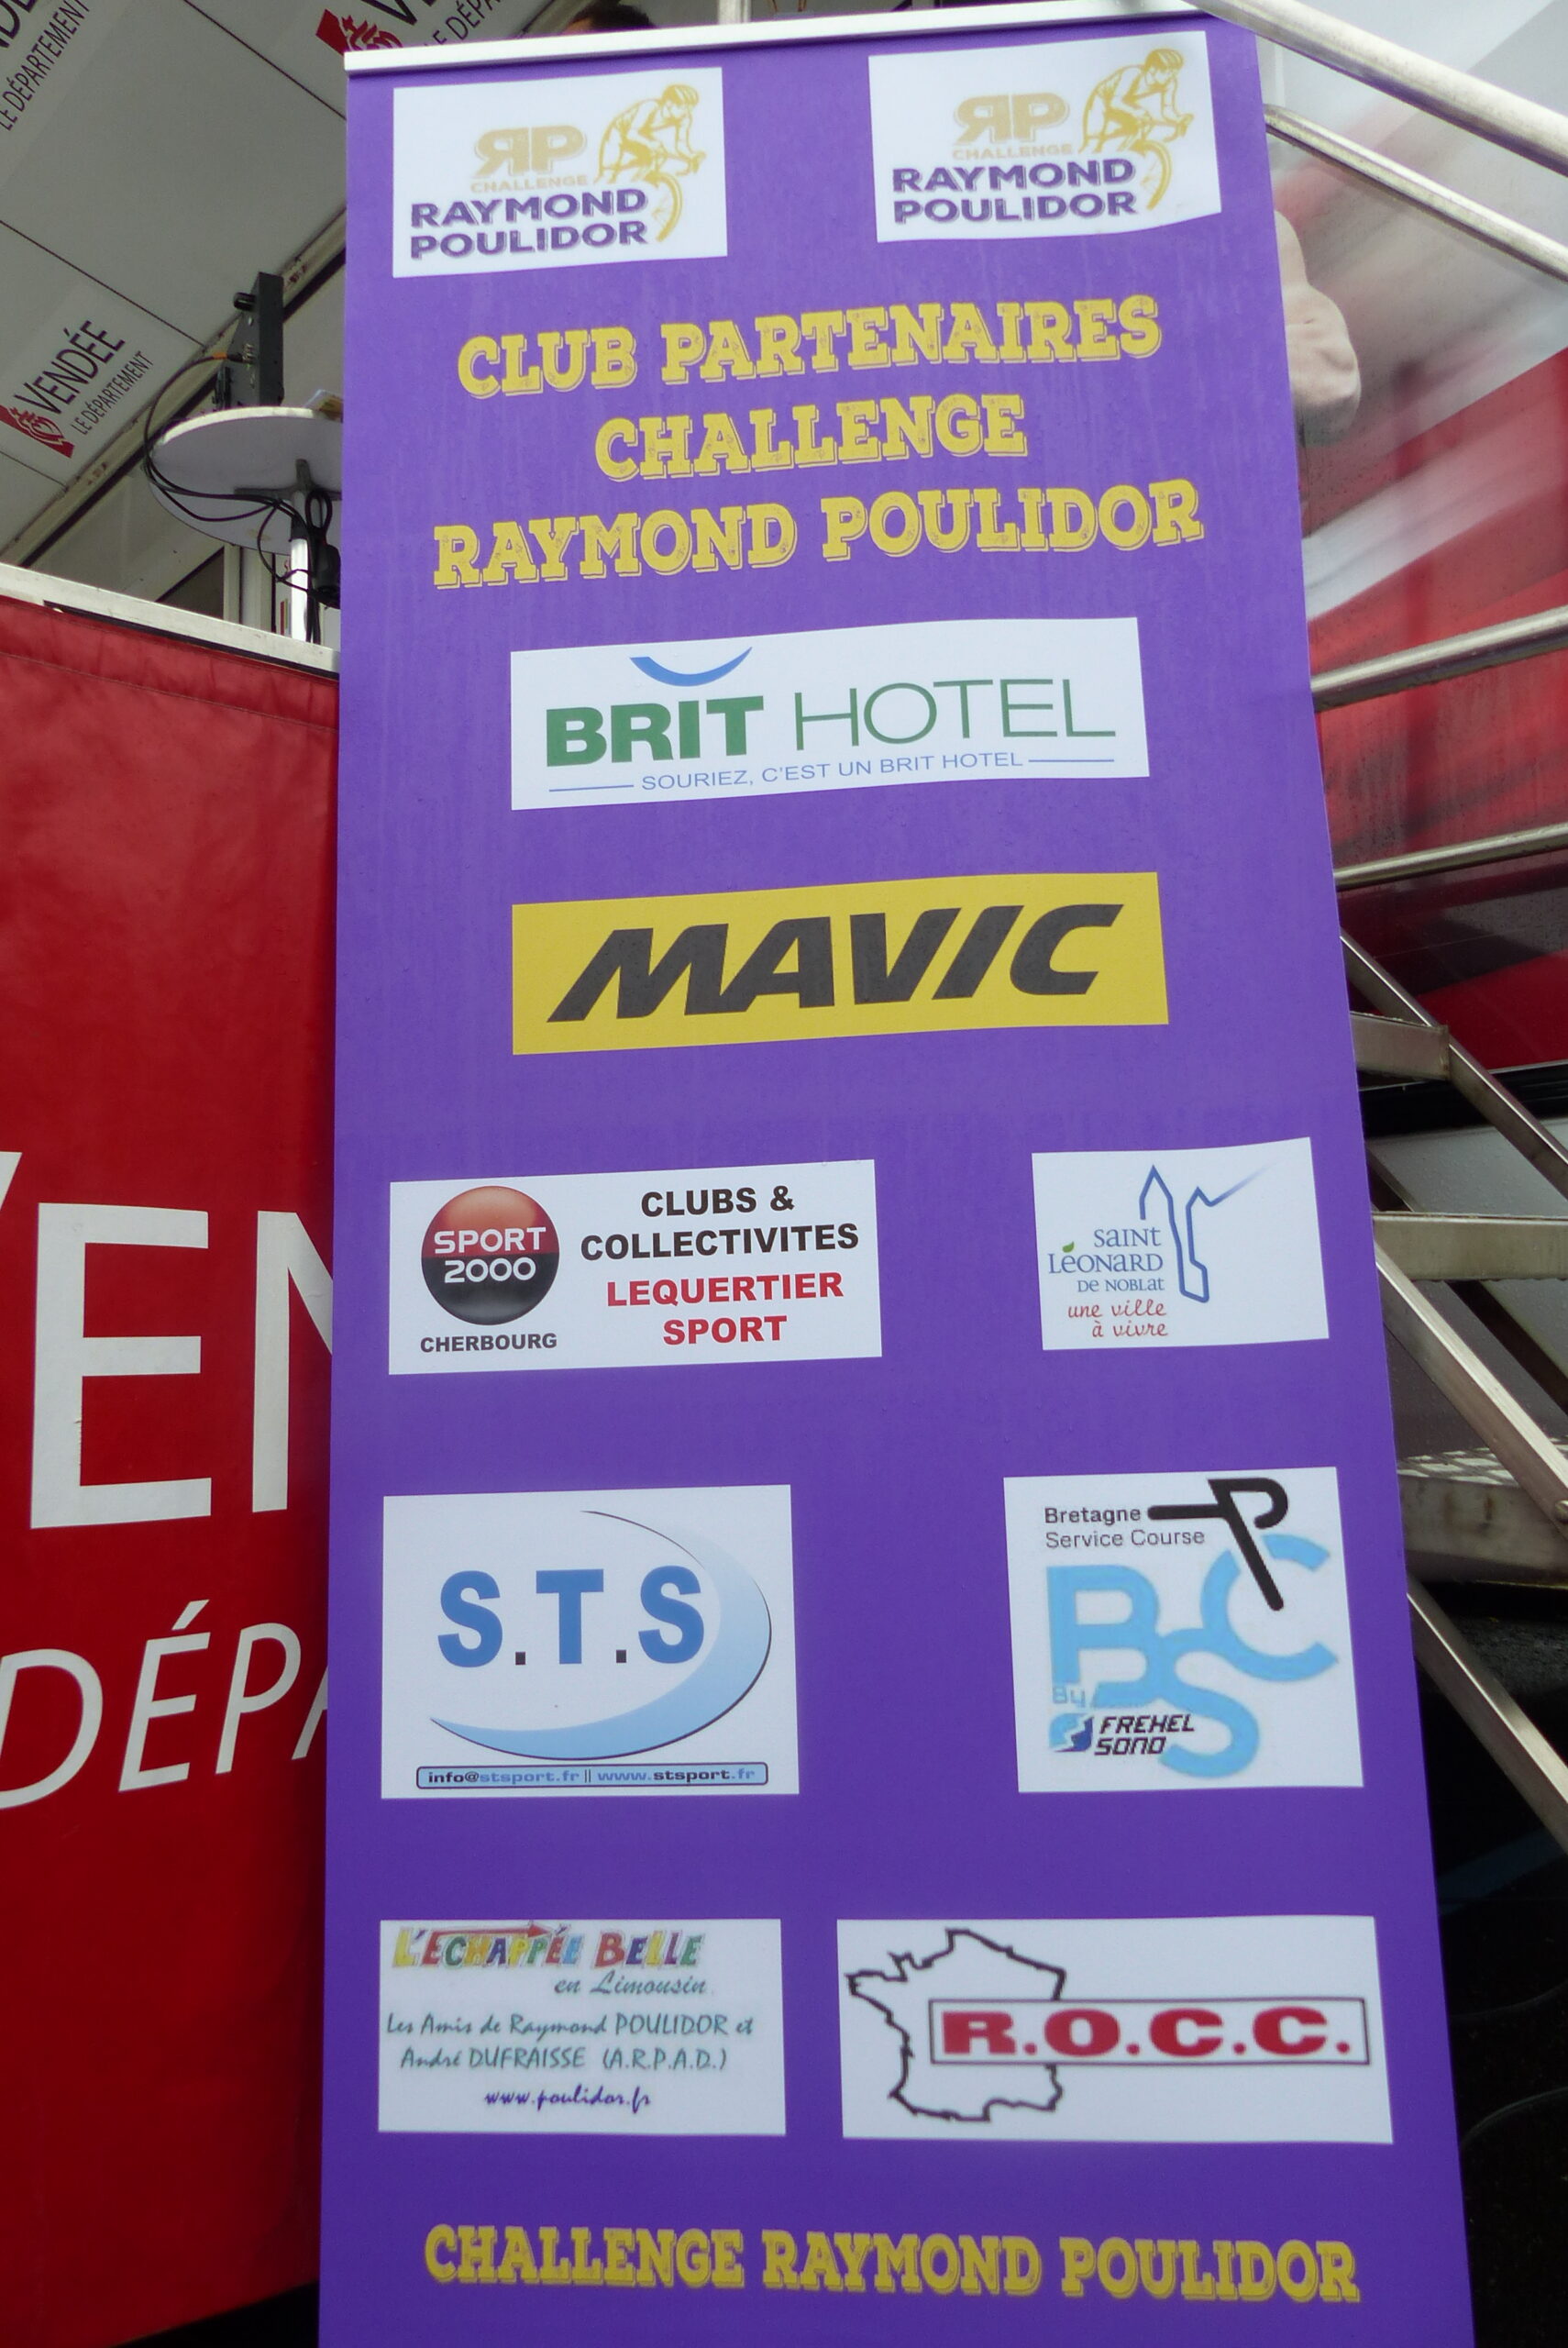 LE DÉPARTEMENT
VENDÉE
LE DÉPARTEMENT
RP
CHALLENGE
RAYMOND
POULIDOR
RP
CHALLENGE
RAYMOND
POULIDOR
CLUB PARTENAIRES
CHALLENGE
RAYMOND POULIDOR
BRIT HOTEL
SOURIEZ, C'EST UN BRIT HOTEL
MAVIC
SPORT
2000
CHERBOURG
CLUBS &
COLLECTIVITES
LEQUERTIER
SPORT
SAINT
LéONARD
DE NOBLAT
une ville
à vivre
EN
DÉPA
S.T.S
info@stsport.fr || www.stsport.fr
Bretagne
Service Course
BSC
By
FREHEL
SONO
L'ECHAPPÉE BELLE
en Limousin
Les Amis de Raymond POULIDOR et
André DUFRAISSE (A.R.P.A.D.)
www.poulidor.fr
R.O.C.C.
CHALLENGE RAYMOND POULIDOR